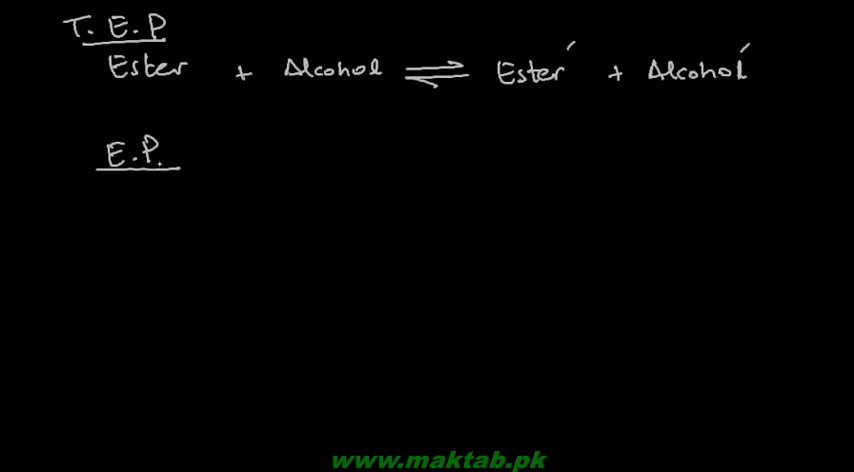 T. E. P
Ester + Alcohol ⇌ Ester′ + Alcohol′
E.P.
www.maktab.pk